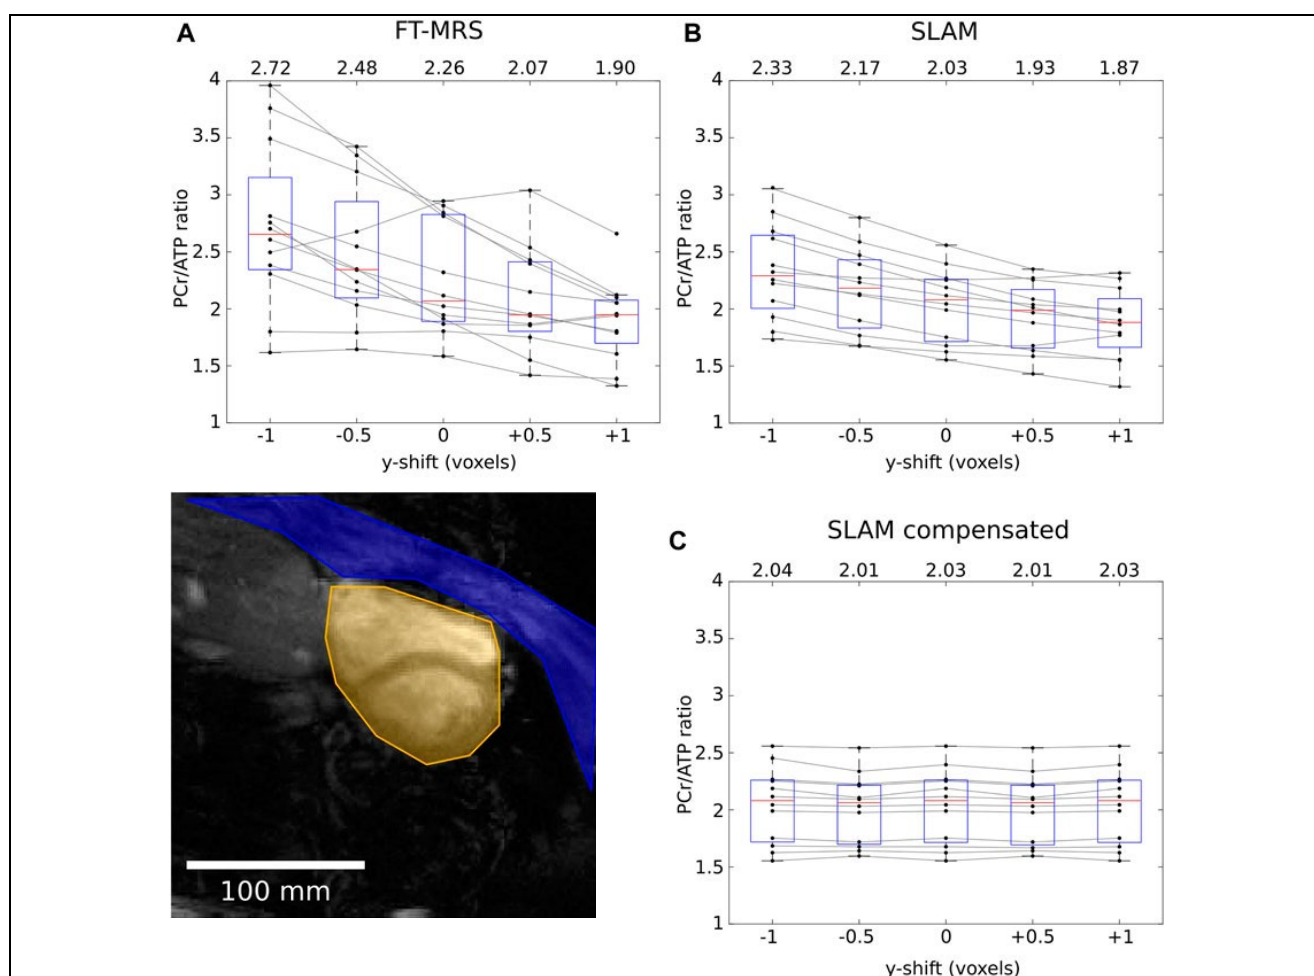 A FT-MRS
2.72 2.48 2.26 2.07 1.90
4
3.5
3
2.5
2
1.5
1
PCr/ATP ratio
-1 -0.5 0 +0.5 +1
y-shift (voxels)
B SLAM
2.33 2.17 2.03 1.93 1.87
4
3.5
3
2.5
2
1.5
1
PCr/ATP ratio
-1 -0.5 0 +0.5 +1
y-shift (voxels)
100 mm
C SLAM compensated
2.04 2.01 2.03 2.01 2.03
4
3.5
3
2.5
2
1.5
1
PCr/ATP ratio
-1 -0.5 0 +0.5 +1
y-shift (voxels)